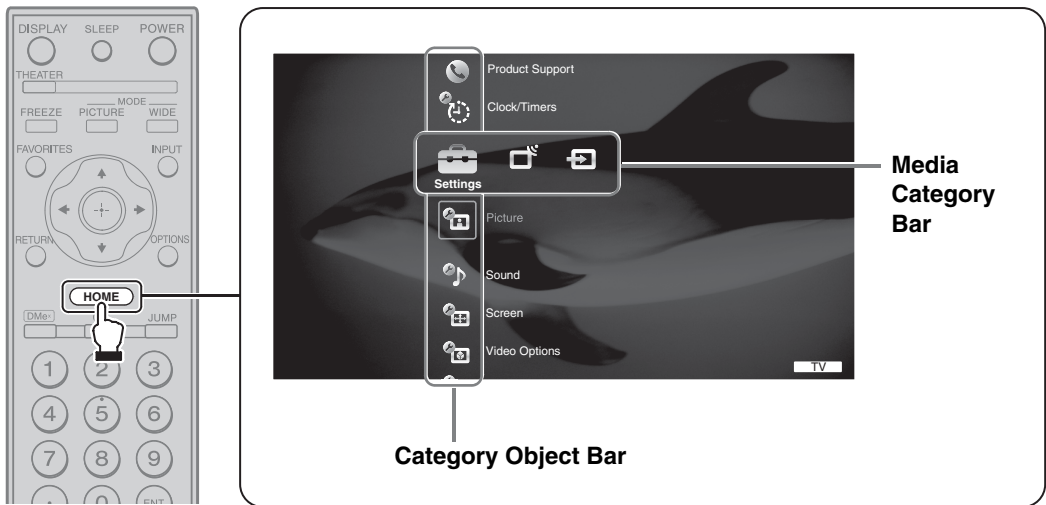 DISPLAY SLEEP POWER
THEATER
MODE
FREEZE PICTURE WIDE
FAVORITES INPUT
RETURN OPTIONS
HOME
DMe JUMP
1 2 3
4 5 6
7 8 9
0 ENT
Product Support
Clock/Timers
Settings
Picture
Sound
Screen
Video Options
TV
Media
Category
Bar
Category Object Bar